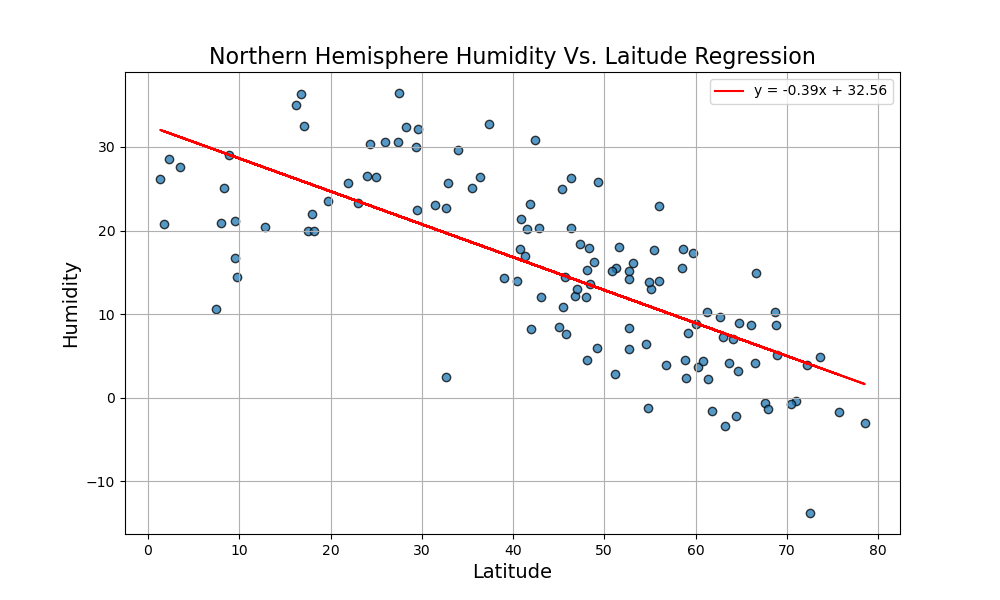 Northern Hemisphere Humidity Vs. Laitude Regression
y = -0.39x + 32.56
30
20
10
0
−10
Humidity
0 10 20 30 40 50 60 70 80
Latitude